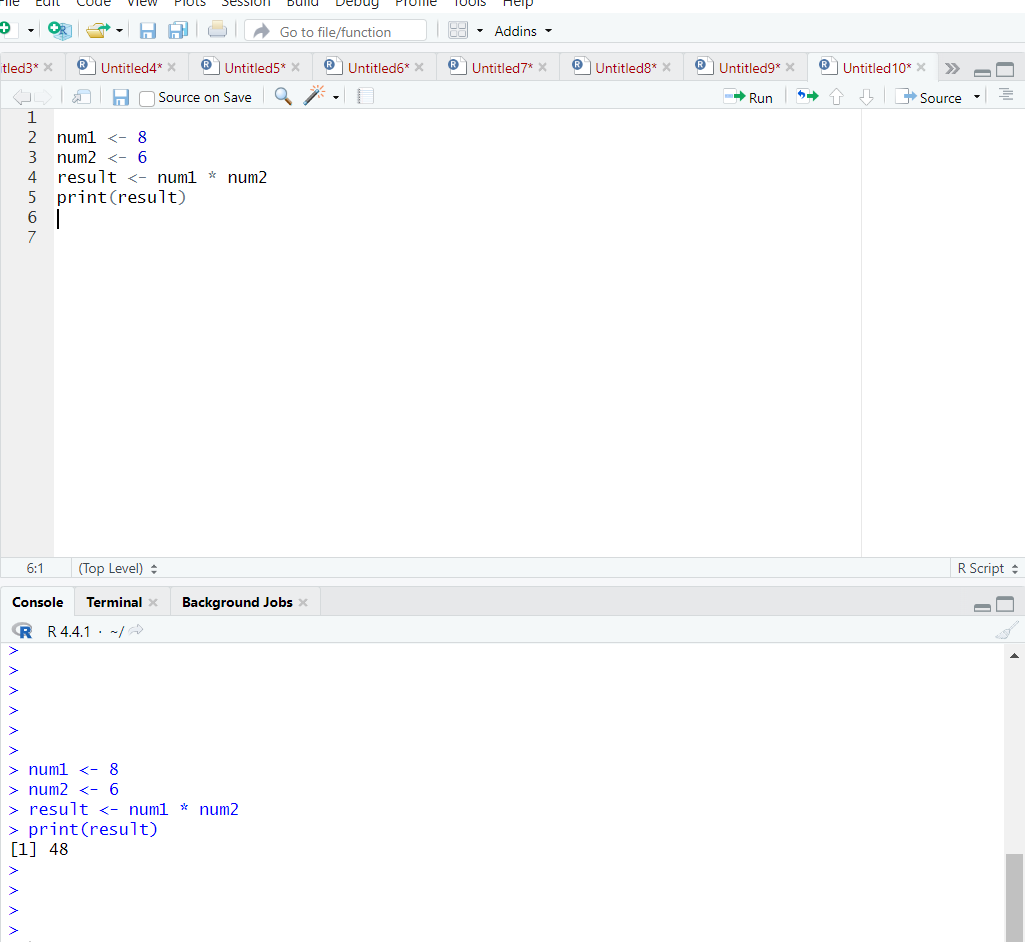 File Edit Code View Plots Session Build Debug Profile Tools Help
Go to file/function Addins
tled3* Untitled4* Untitled5* Untitled6* Untitled7* Untitled8* Untitled9* Untitled10*
Source on Save Run Source
1
2 num1 <- 8
3 num2 <- 6
4 result <- num1 * num2
5 print(result)
6
7
6:1 (Top Level) R Script
Console Terminal Background Jobs
R R 4.4.1 · ~/
>
>
>
>
>
>
> num1 <- 8
> num2 <- 6
> result <- num1 * num2
> print(result)
[1] 48
>
>
>
>